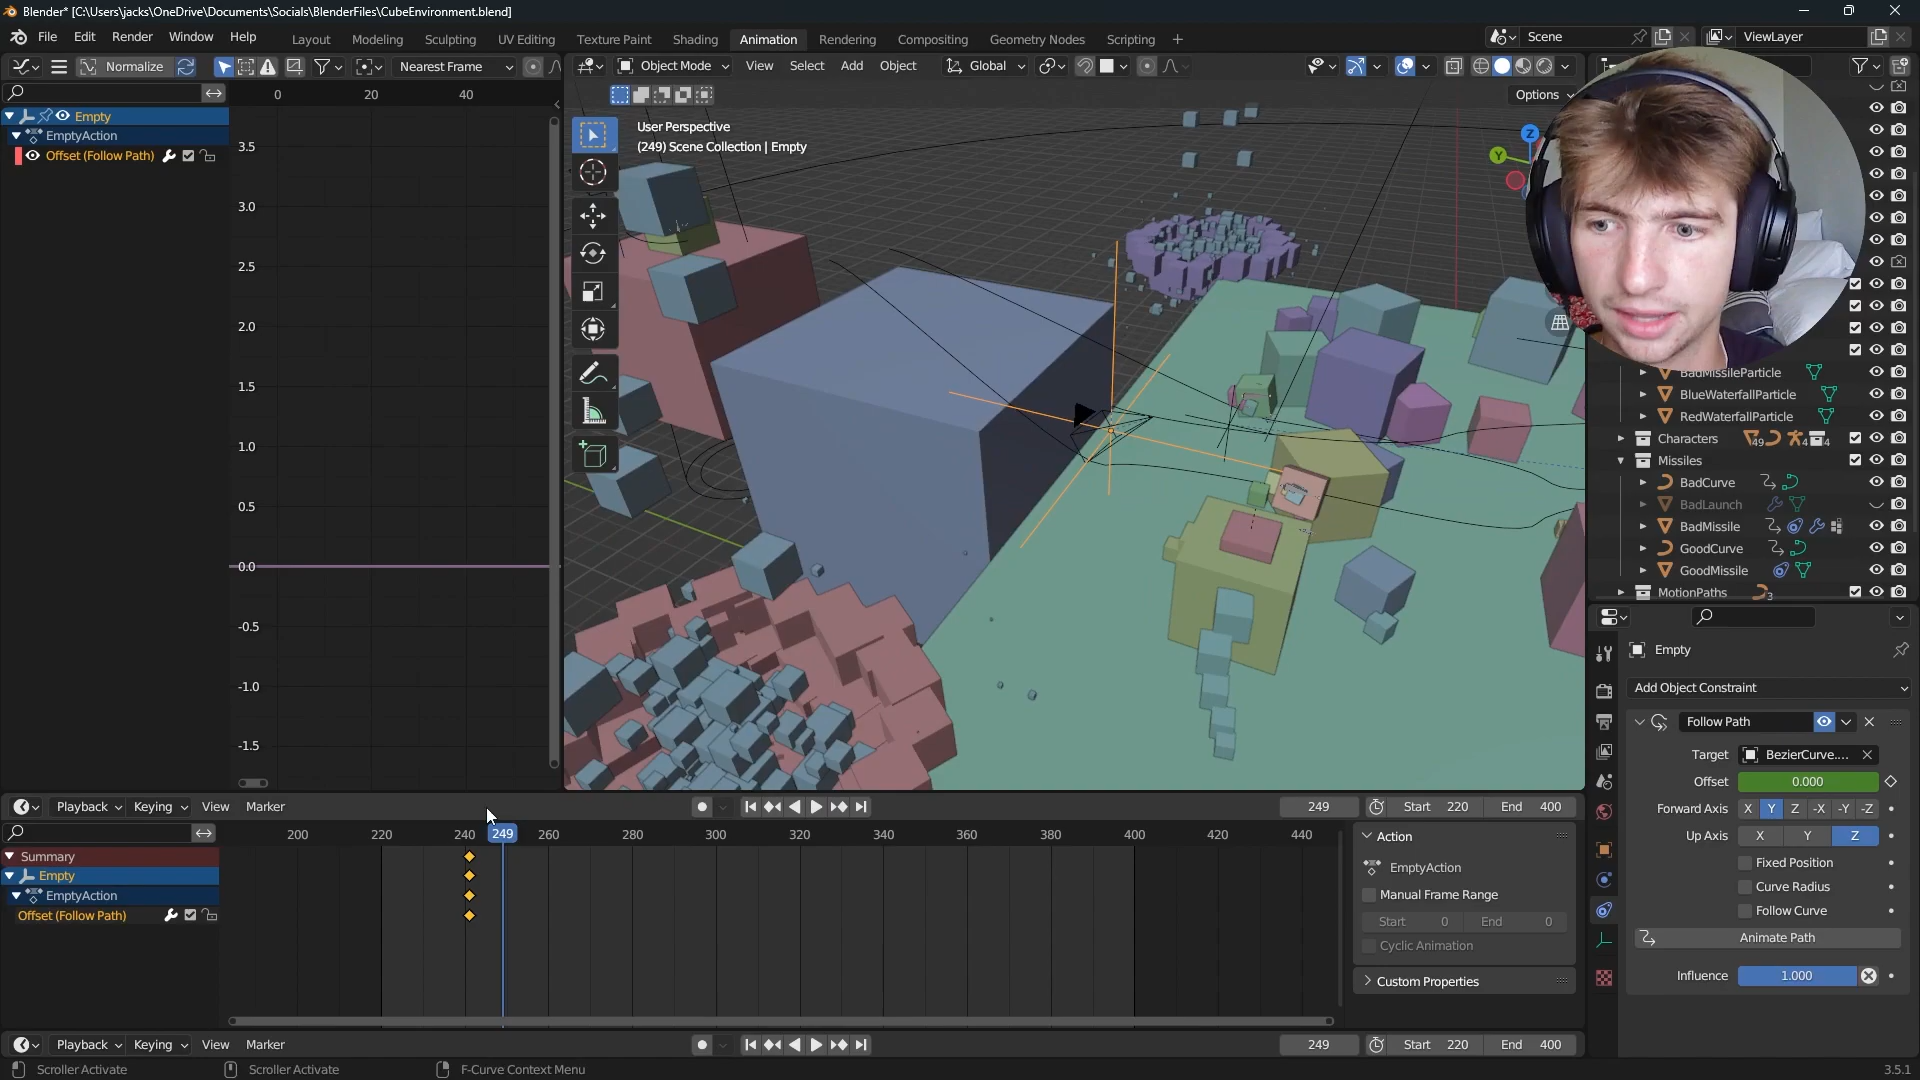 Blender* [C:\Users\jacks\OneDrive\Documents\Socials\BlenderFiles\CubeEnvironment.blend]
File Edit Render Window Help Layout Modeling Sculpting UV Editing Texture Paint Shading Animation Rendering Compositing Geometry Nodes Scripting + Scene ViewLayer
Normalize Nearest Frame Object Mode View Select Add Object Global
Options
0 20 40
Empty
EmptyAction
Offset (Follow Path)
3.5
3.0
2.5
2.0
1.5
1.0
0.5
0.0
-0.5
-1.0
-1.5
User Perspective
(249) Scene Collection | Empty
Z
Y
BadMissileParticle
BlueWaterfallParticle
RedWaterfallParticle
Characters 49 4 4
Missiles
BadCurve
BadLaunch
BadMissile
GoodCurve
GoodMissile
MotionPaths 3
Empty
Add Object Constraint
Follow Path
Target BezierCurve....
Offset 0.000
Forward Axis X Y Z -X -Y -Z
Up Axis X Y Z
Fixed Position
Curve Radius
Follow Curve
Animate Path
Influence 1.000
Playback Keying View Marker 249 Start 220 End 400
200 220 240 249 260 280 300 320 340 360 380 400 420 440
Summary
Empty
EmptyAction
Offset (Follow Path)
Action
EmptyAction
Manual Frame Range
Start 0 End 0
Cyclic Animation
Custom Properties
Playback Keying View Marker 249 Start 220 End 400
Scroller Activate Scroller Activate F-Curve Context Menu 3.5.1